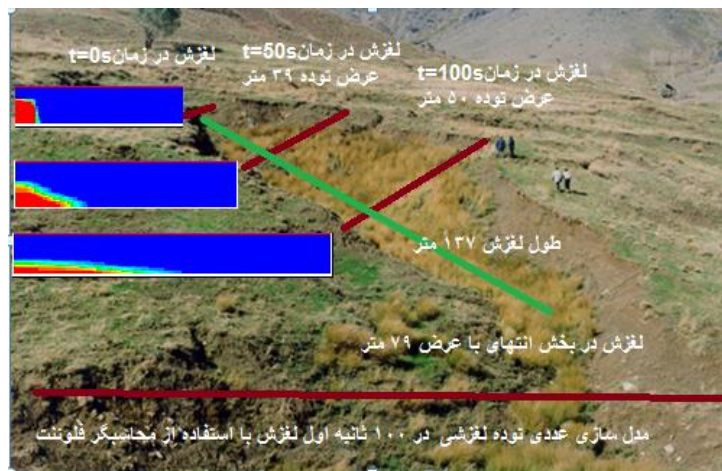 لغزش در زمان t=0s
لغزش در زمان t=50s
عرض توده ۳۹ متر
لغزش در زمان t=100s
عرض توده ۵۰ متر
طول لغزش ۱۳۷ متر
لغزش در بخش انتهای با عرض ۷۹ متر
مدل سازی عددی توده لغزشی در ۱۰۰ ثانیه اول لغزش با استفاده از محاسبگر فلوننت